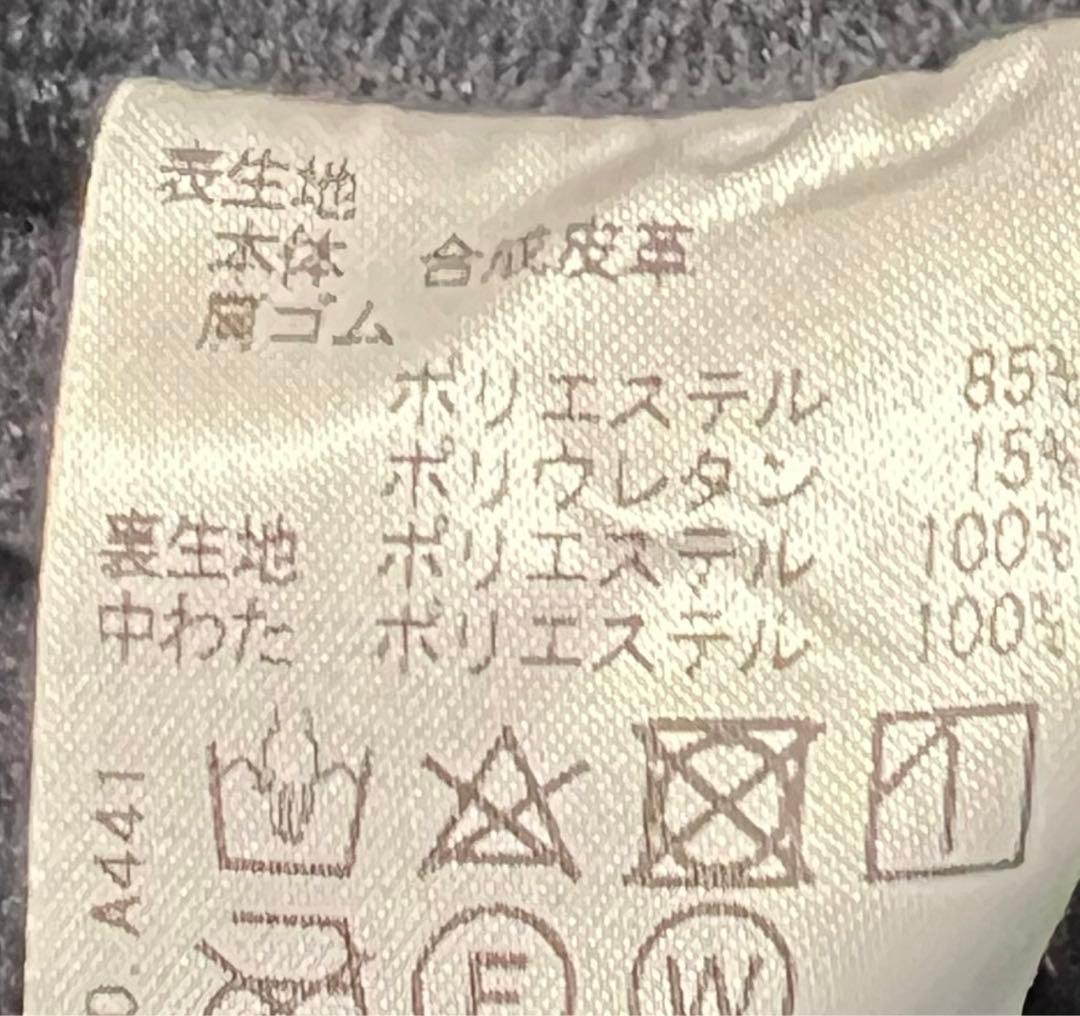 表生地
本体 合成皮革
肩ゴム
ポリエステル 85%
ポリウレタン 15%
裏生地 ポリエステル 100%
中わた ポリエステル 100%
O. A441
F W